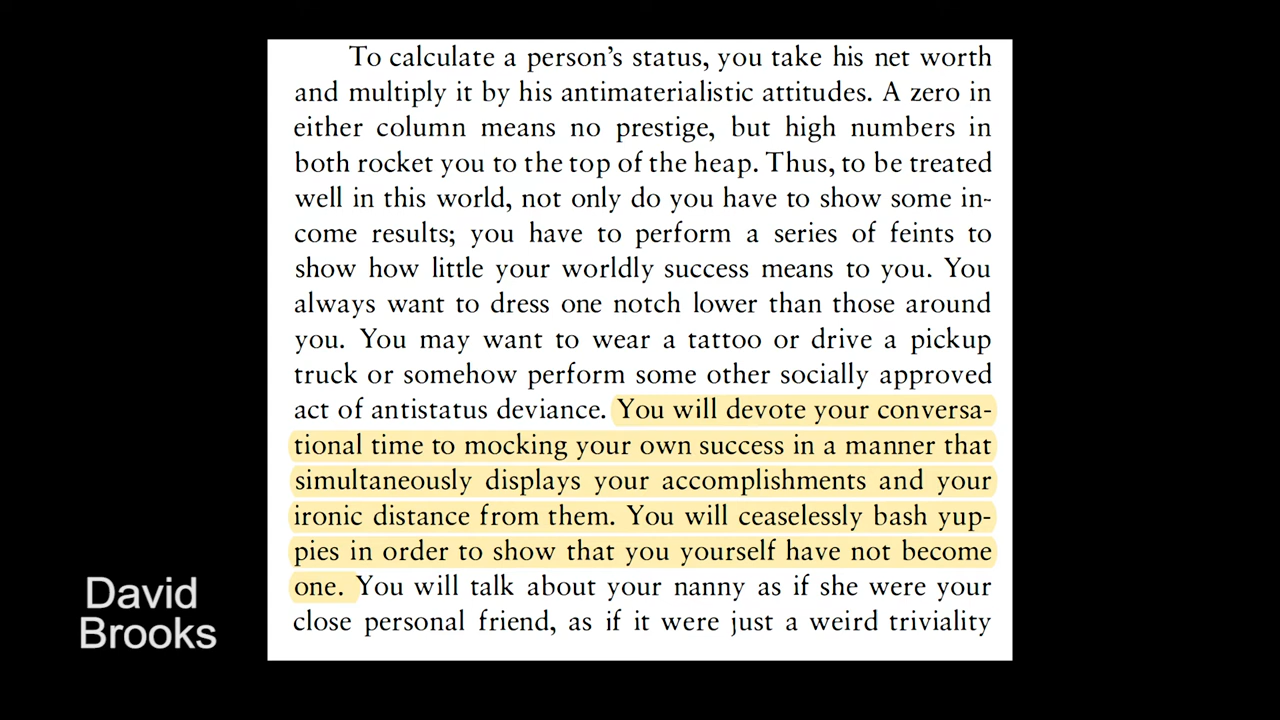 To calculate a person's status, you take his net worth
and multiply it by his antimaterialistic attitudes. A zero in
either column means no prestige, but high numbers in
both rocket you to the top of the heap. Thus, to be treated
well in this world, not only do you have to show some in-
come results; you have to perform a series of feints to
show how little your worldly success means to you. You
always want to dress one notch lower than those around
you. You may want to wear a tattoo or drive a pickup
truck or somehow perform some other socially approved
act of antistatus deviance. You will devote your conversa-
tional time to mocking your own success in a manner that
simultaneously displays your accomplishments and your
ironic distance from them. You will ceaselessly bash yup-
pies in order to show that you yourself have not become
one. You will talk about your nanny as if she were your
close personal friend, as if it were just a weird triviality
David
Brooks